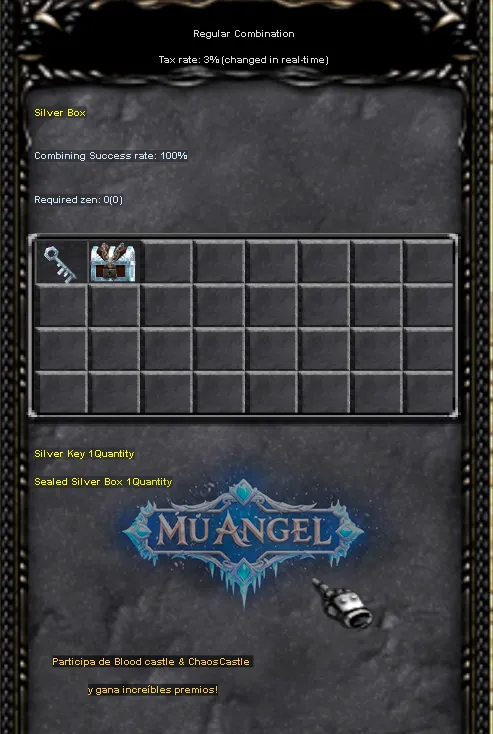 Regular Combination
Tax rate: 3%(changed in real-time)
Silver Box
Combining Success rate: 100%
Required zen: 0(0)
Silver Key 1Quantity
Sealed Silver Box 1Quantity
MU ANGEL
Participa de Blood castle & ChaosCastle
y gana increíbles premios!